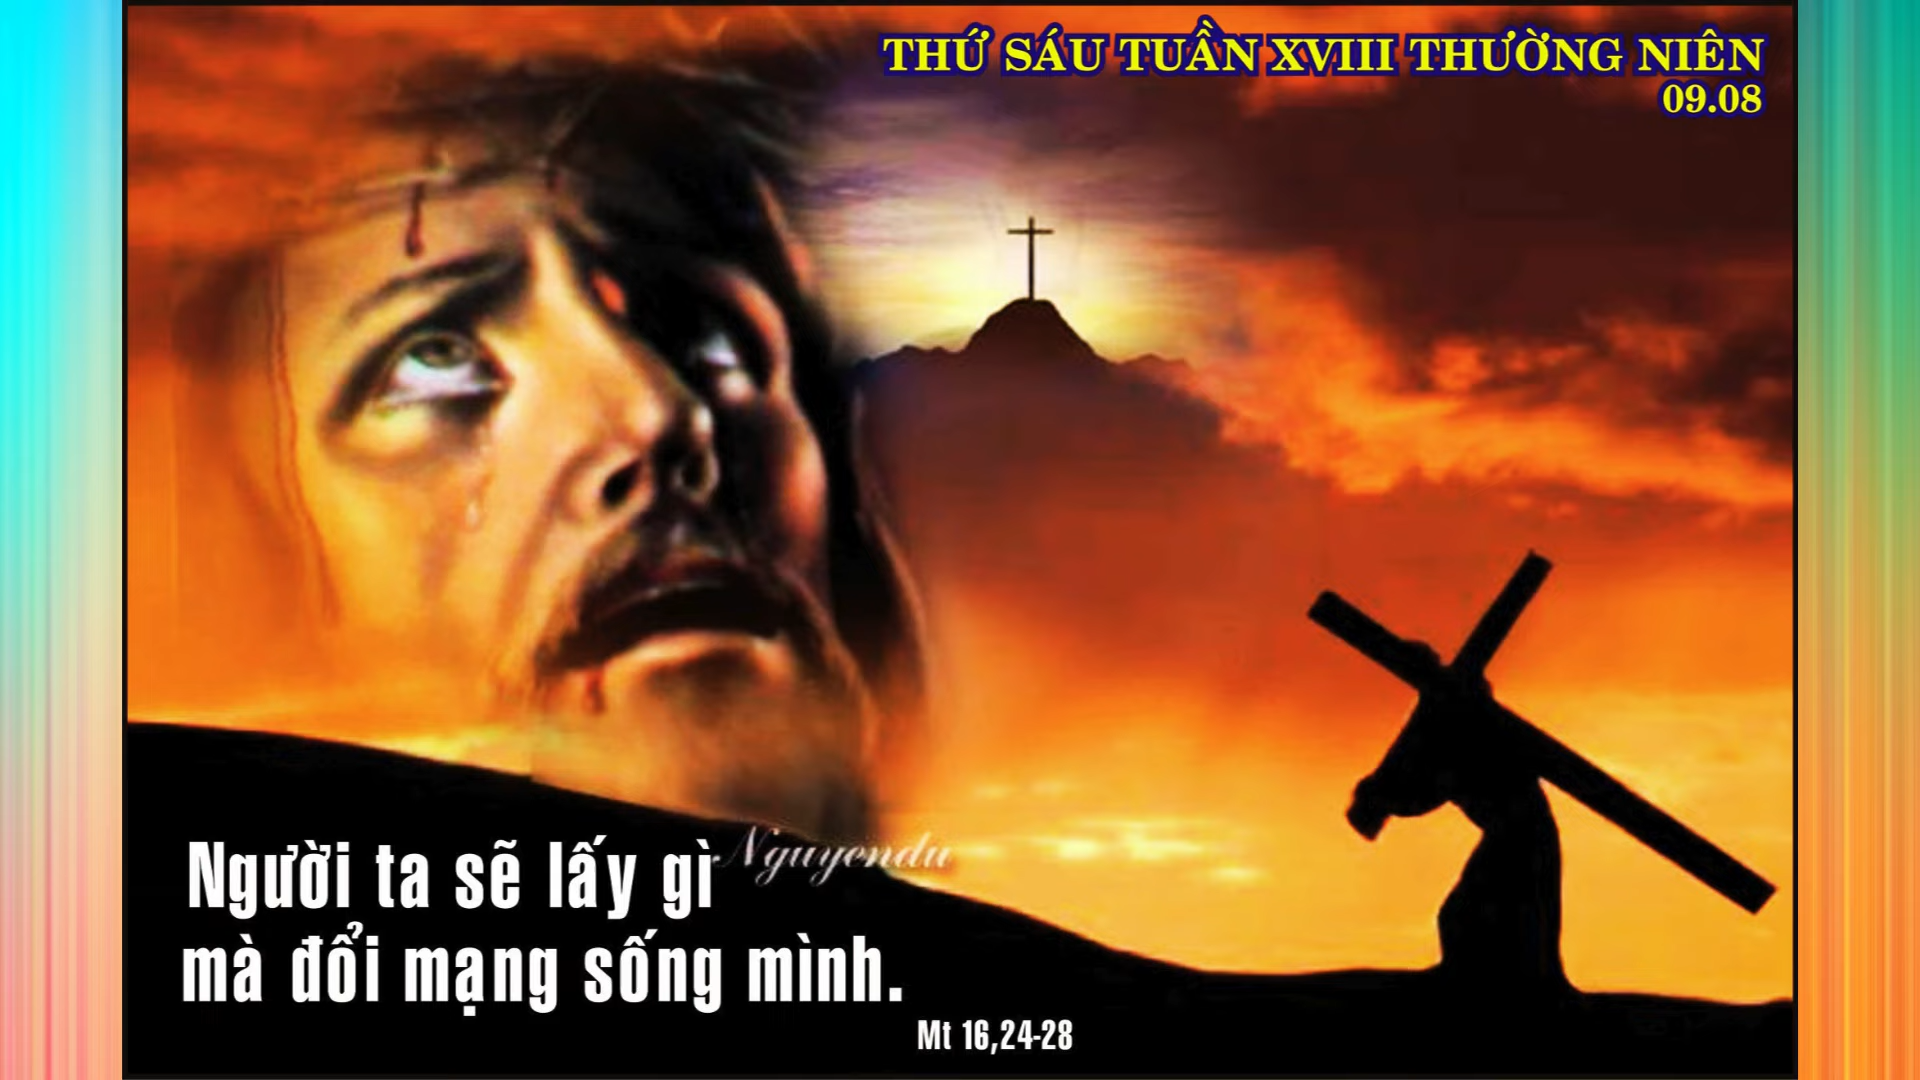 THỨ SÁU TUẦN XVIII THƯỜNG NIÊN
09.08
Nguyendu
Người ta sẽ lấy gì
mà đổi mạng sống mình.
Mt 16,24-28